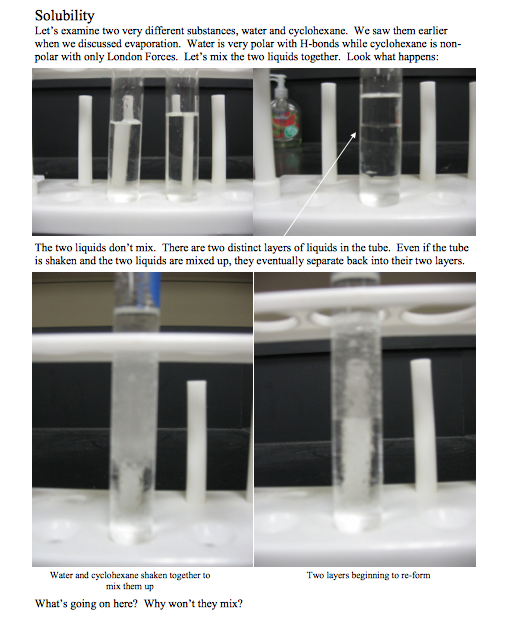 Solubility
Let's examine two very different substances, water and cyclohexane.  We saw them earlier
when we discussed evaporation.  Water is very polar with H-bonds while cyclohexane is non-
polar with only London Forces.  Let's mix the two liquids together.  Look what happens:
The two liquids don't mix.  There are two distinct layers of liquids in the tube.  Even if the tube
is shaken and the two liquids are mixed up, they eventually separate back into their two layers.
Water and cyclohexane shaken together to
mix them up
Two layers beginning to re-form
What's going on here?  Why won't they mix?